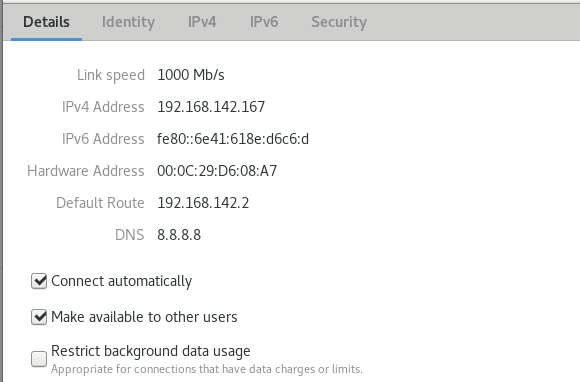 Details Identity IPv4 IPv6 Security
Link speed 1000 Mb/s
IPv4 Address 192.168.142.167
IPv6 Address fe80::6e41:618e:d6c6:d
Hardware Address 00:0C:29:D6:08:A7
Default Route 192.168.142.2
DNS 8.8.8.8
Connect automatically
Make available to other users
Restrict background data usage
Appropriate for connections that have data charges or limits.